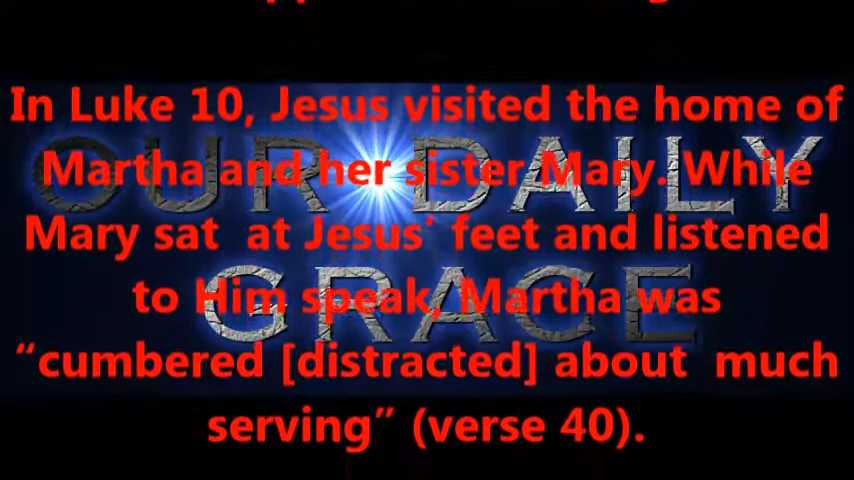 In Luke 10, Jesus visited the home of
OUR DAILY
Martha and her sister Mary. While
Mary sat at Jesus’ feet and listened
GRACE
to Him speak, Martha was
“cumbered [distracted] about much
serving” (verse 40).